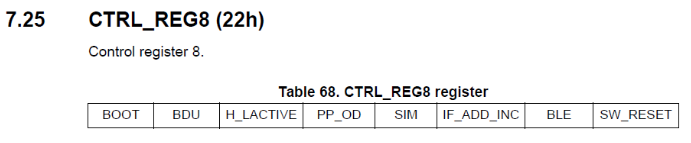 7.25 CTRL_REG8 (22h)
Control register 8.
Table 68. CTRL_REG8 register
BOOT BDU H_LACTIVE PP_OD SIM IF_ADD_INC BLE SW_RESET